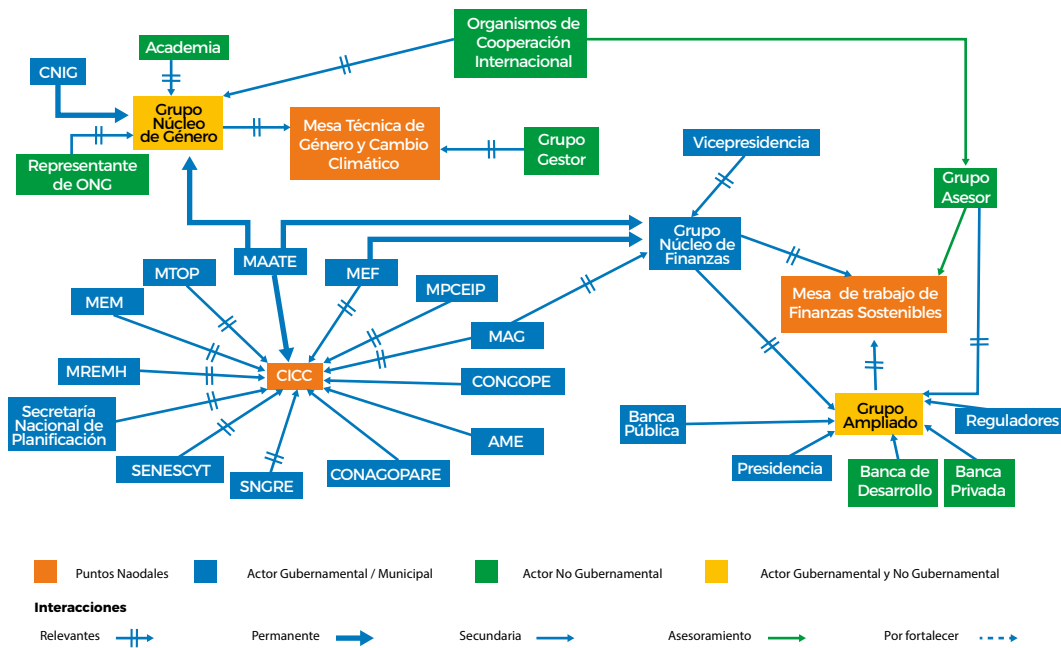 Organismos de
Cooperación
Internacional
Academia
CNIG
Grupo
Núcleo
de Género
Mesa Técnica de
Género y Cambio
Climático
Grupo
Gestor
Vicepresidencia
Representante
de ONG
Grupo
Asesor
Grupo
Núcleo de
Finanzas
MAATE
MEF
MTOP
MPCEIP
MEM
Mesa de trabajo de
Finanzas Sostenibles
MAG
MREMH
CICC
CONGOPE
Secretaría
Nacional de
Planificación
Banca
Pública
Grupo
Ampliado
Reguladores
AME
SENESCYT
CONAGOPARE
SNGRE
Presidencia
Banca de
Desarrollo
Banca
Privada
Puntos Naodales
Actor Gubernamental / Municipal
Actor No Gubernamental
Actor Gubernamental y No Gubernamental
Interacciones
Relevantes
Permanente
Secundaria
Asesoramiento
Por fortalecer